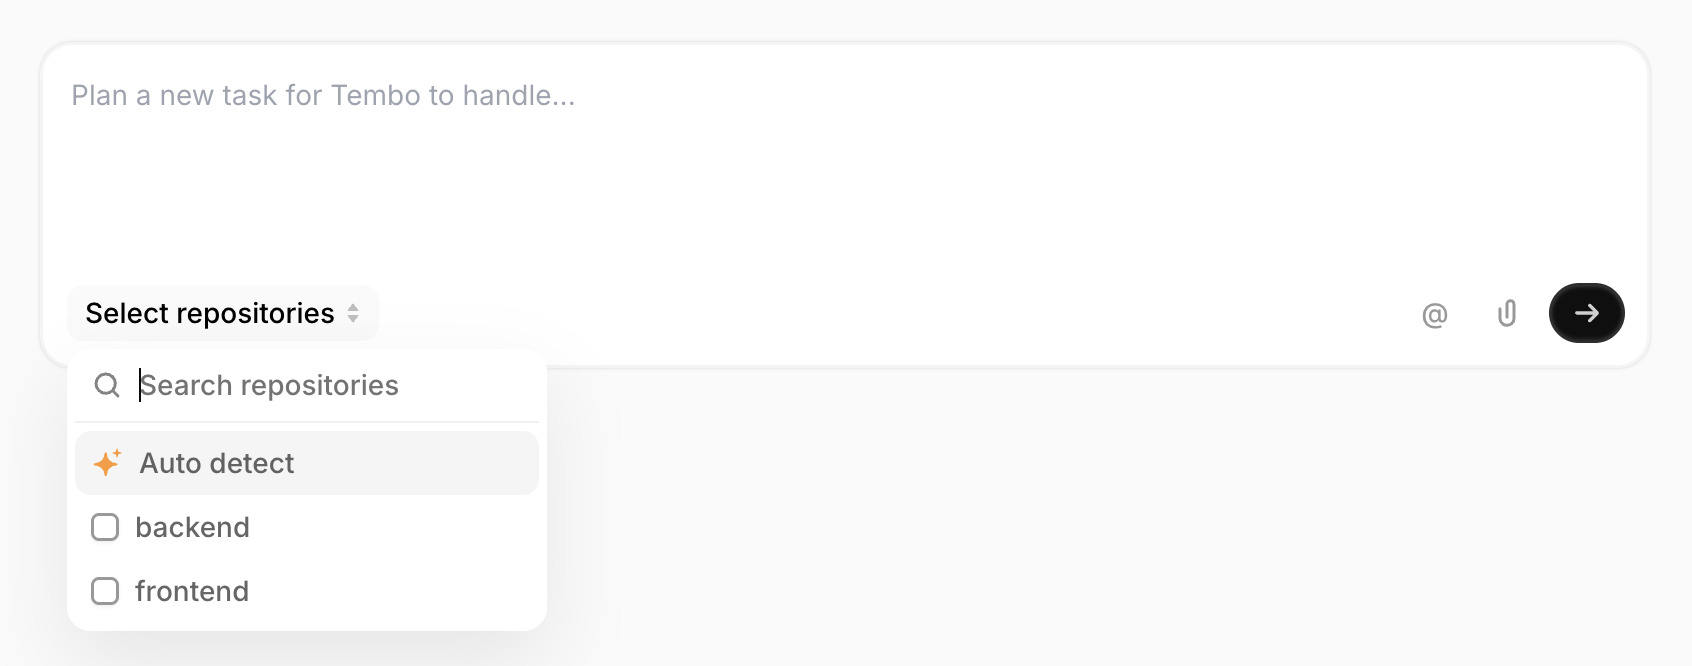 Plan a new task for Tembo to handle...
Select repositories
@
Search repositories
Auto detect
backend
frontend